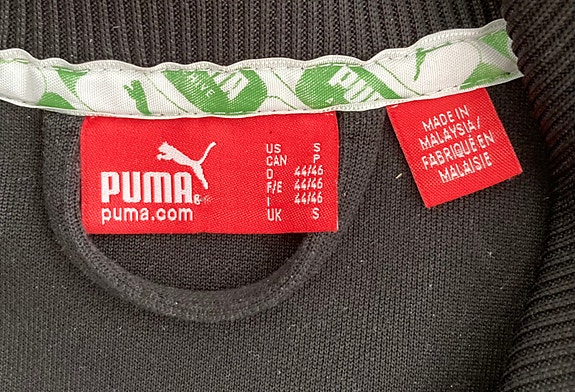 PUMA®
puma.com
US S
CAN P
D 44/46
F/E 44/46
I 44/46
UK S
MADE IN
MALAYSIA/
FABRIQUÉ EN
MALAISIE